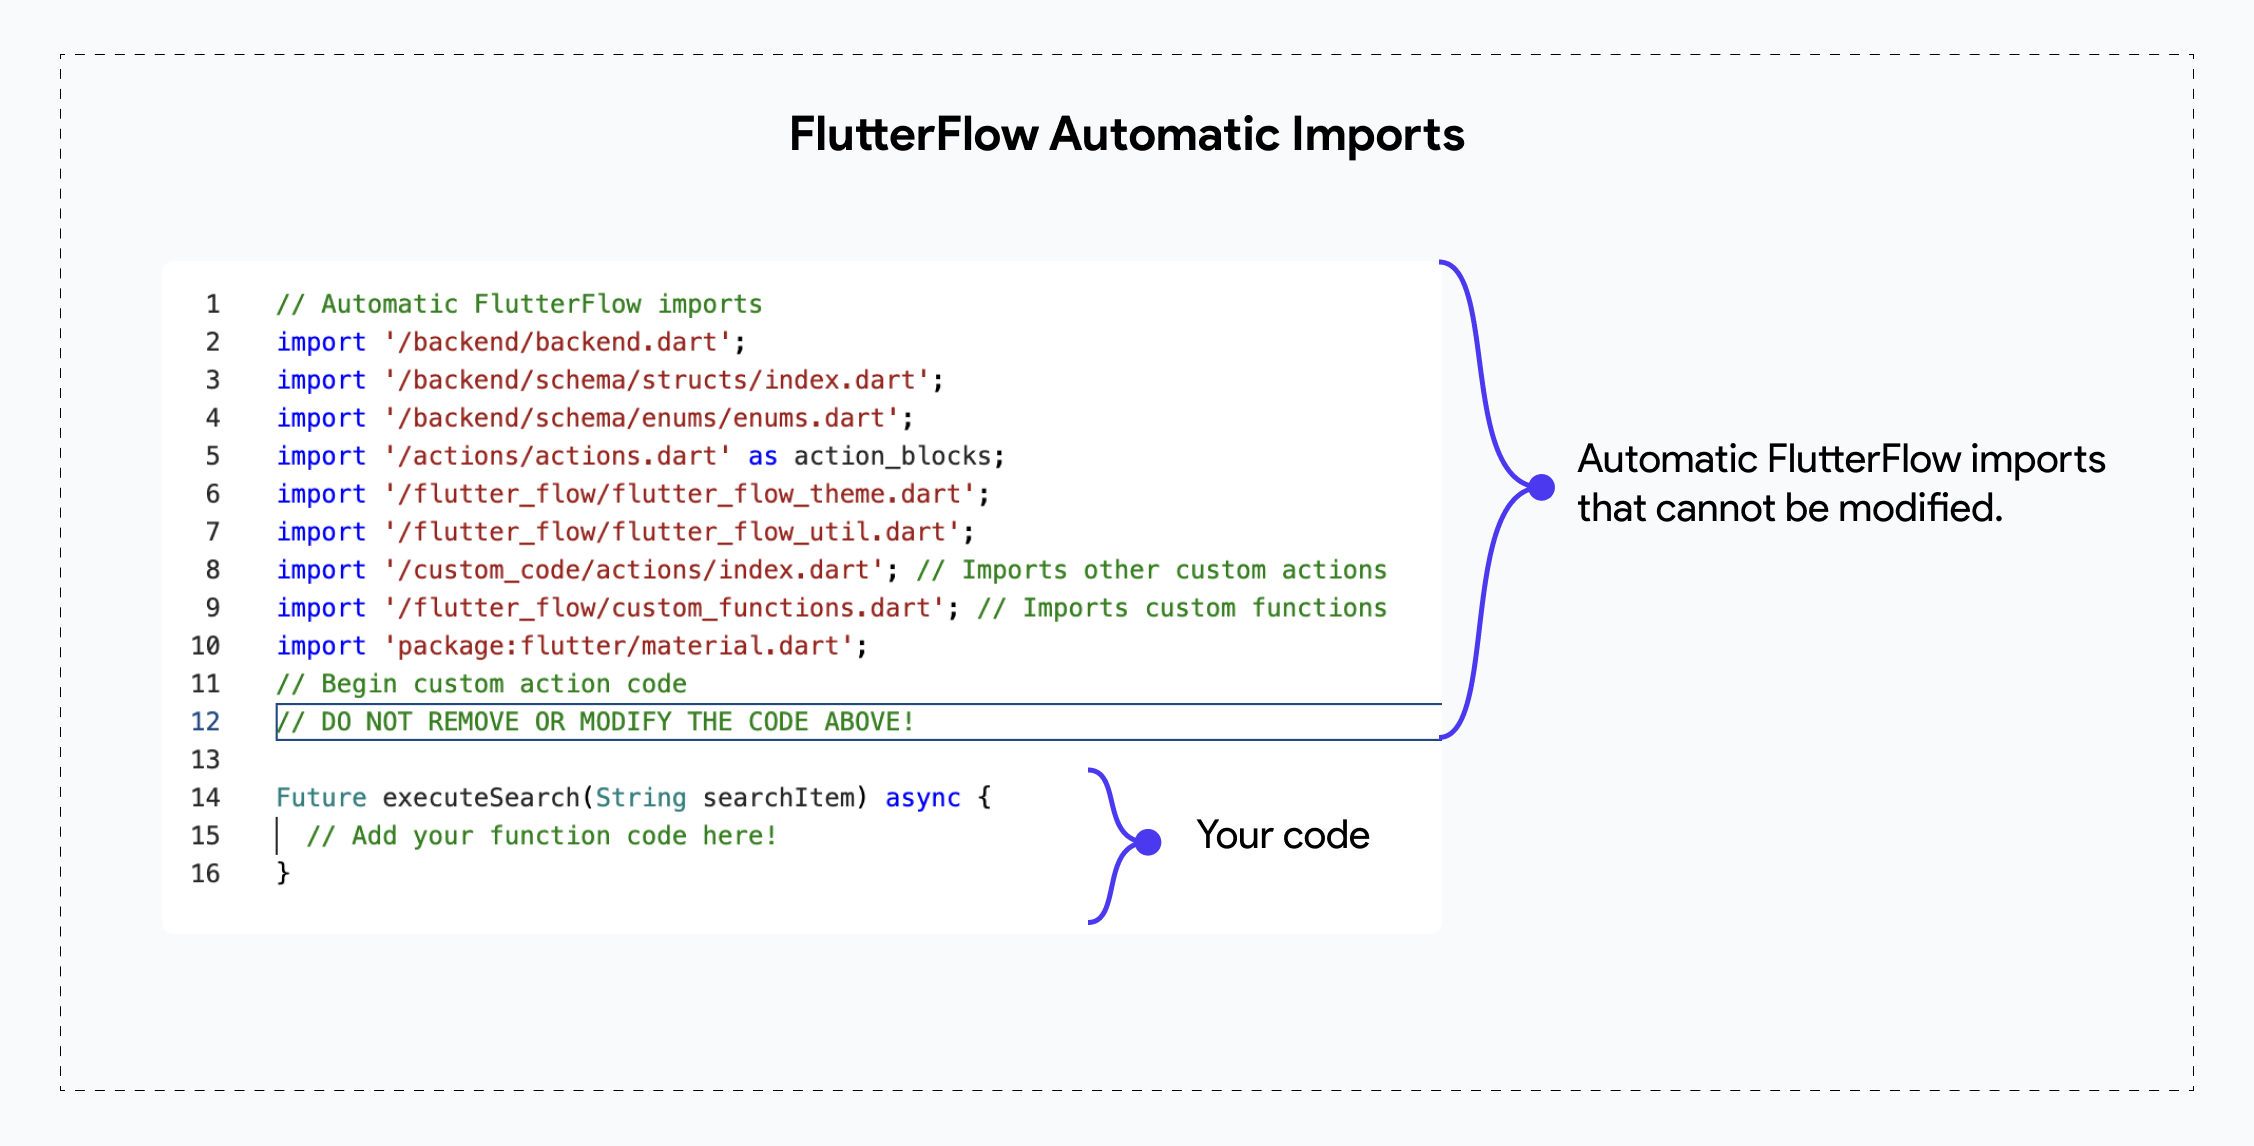 FlutterFlow Automatic Imports
1 // Automatic FlutterFlow imports
2 import '/backend/backend.dart';
3 import '/backend/schema/structs/index.dart';
4 import '/backend/schema/enums/enums.dart';
5 import '/actions/actions.dart' as action_blocks;
6 import '/flutter_flow/flutter_flow_theme.dart';
7 import '/flutter_flow/flutter_flow_util.dart';
8 import '/custom_code/actions/index.dart'; // Imports other custom actions
9 import '/flutter_flow/custom_functions.dart'; // Imports custom functions
10 import 'package:flutter/material.dart';
11 // Begin custom action code
12 // DO NOT REMOVE OR MODIFY THE CODE ABOVE!
13
14 Future executeSearch(String searchItem) async {
15 // Add your function code here!
16 }
Automatic FlutterFlow imports
that cannot be modified.
Your code